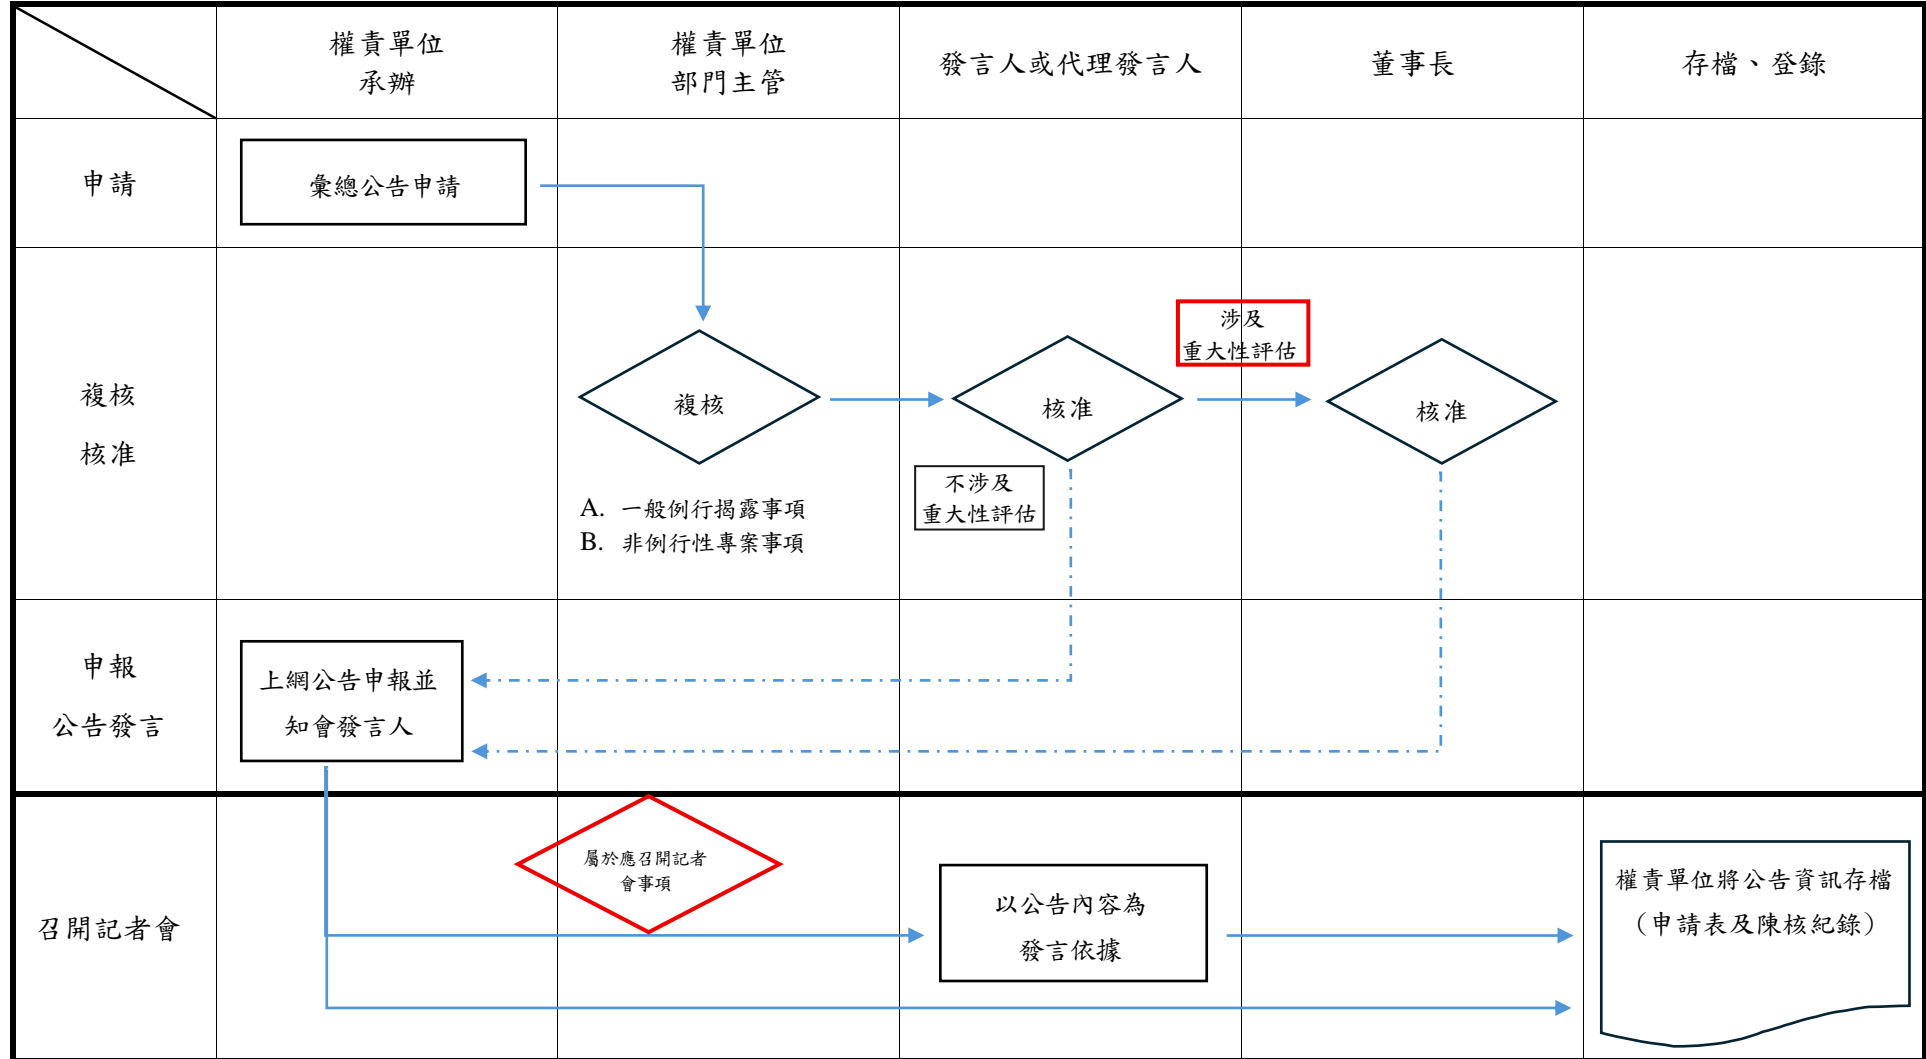 權責單位
承辦
權責單位
部門主管
發言人或代理發言人
董事長
存檔、登錄
申請
彙總公告申請
複核
核准
複核
A. 一般例行揭露事項
B. 非例行性專案事項
核准
不涉及
重大性評估
涉及
重大性評估
核准
申報
公告發言
上網公告申報並
知會發言人
召開記者會
屬於應召開記者
會事項
以公告內容為
發言依據
權責單位將公告資訊存檔
（申請表及陳核紀錄）